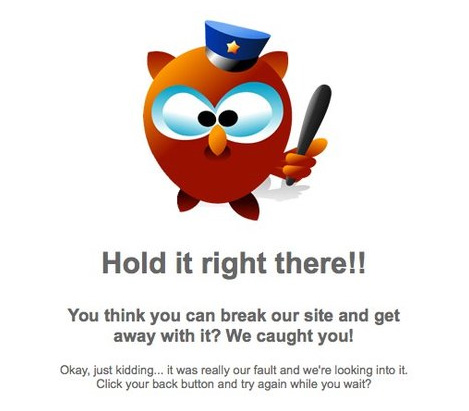 Hold it right there!!
You think you can break our site and get
away with it? We caught you!
Okay, just kidding... it was really our fault and we're looking into it.
Click your back button and try again while you wait?